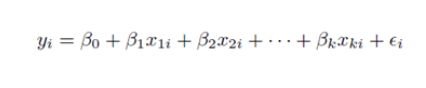 yᵢ = β₀ + β₁x₁ᵢ + β₂x₂ᵢ + · · · + βₖxₖᵢ + ϵᵢ